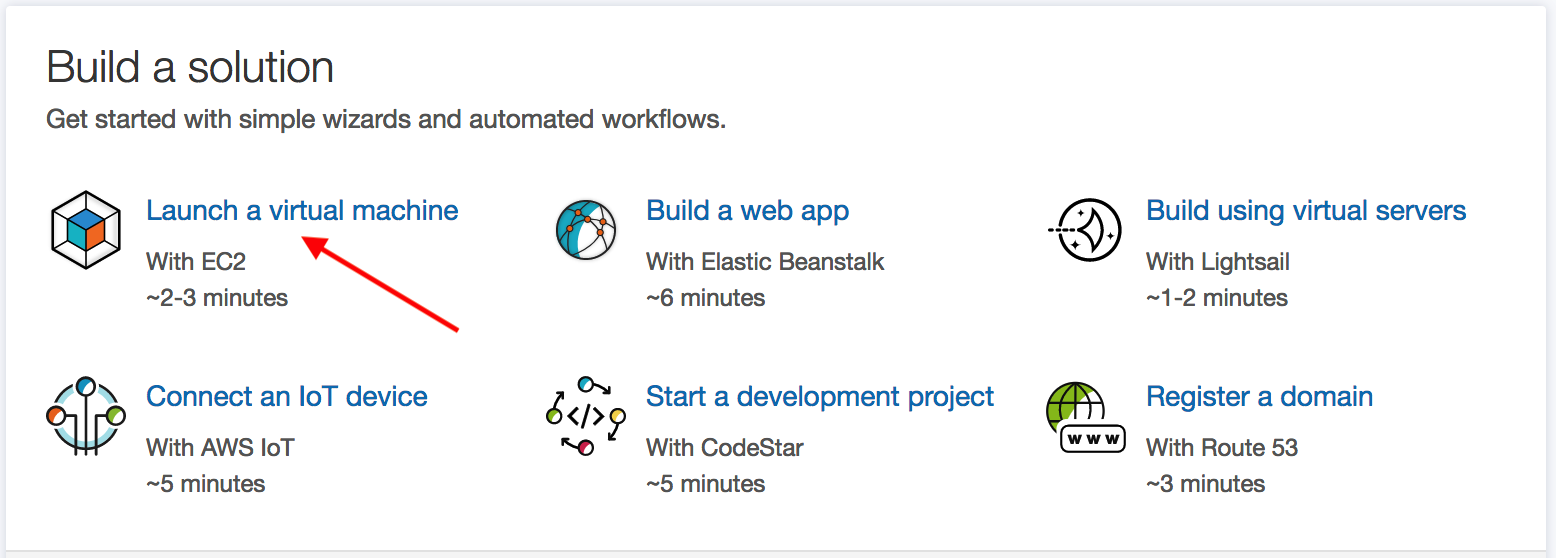 Build a solution
Get started with simple wizards and automated workflows.
Launch a virtual machine
With EC2
~2-3 minutes
Build a web app
With Elastic Beanstalk
~6 minutes
Build using virtual servers
With Lightsail
~1-2 minutes
Connect an IoT device
With AWS IoT
~5 minutes
</>
Start a development project
With CodeStar
~5 minutes
www
Register a domain
With Route 53
~3 minutes